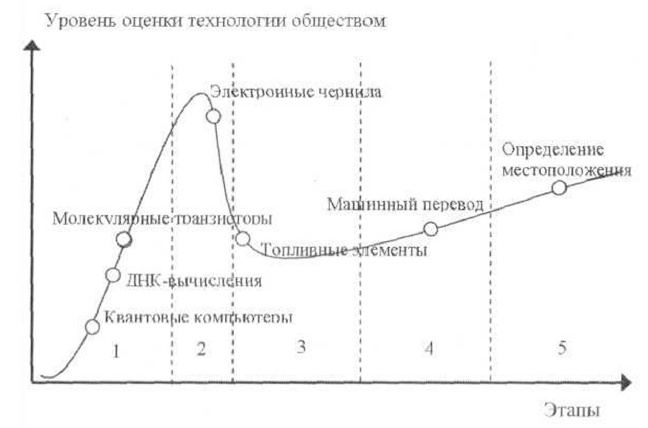 Уровень оценки технологии обществом
Электронные чернила
Определение
местоположения
Машинный перевод
Молекулярные транзисторы
Топливные элементы
ДНК-вычисления
Квантовые компьютеры
1 2 3 4 5
Этапы